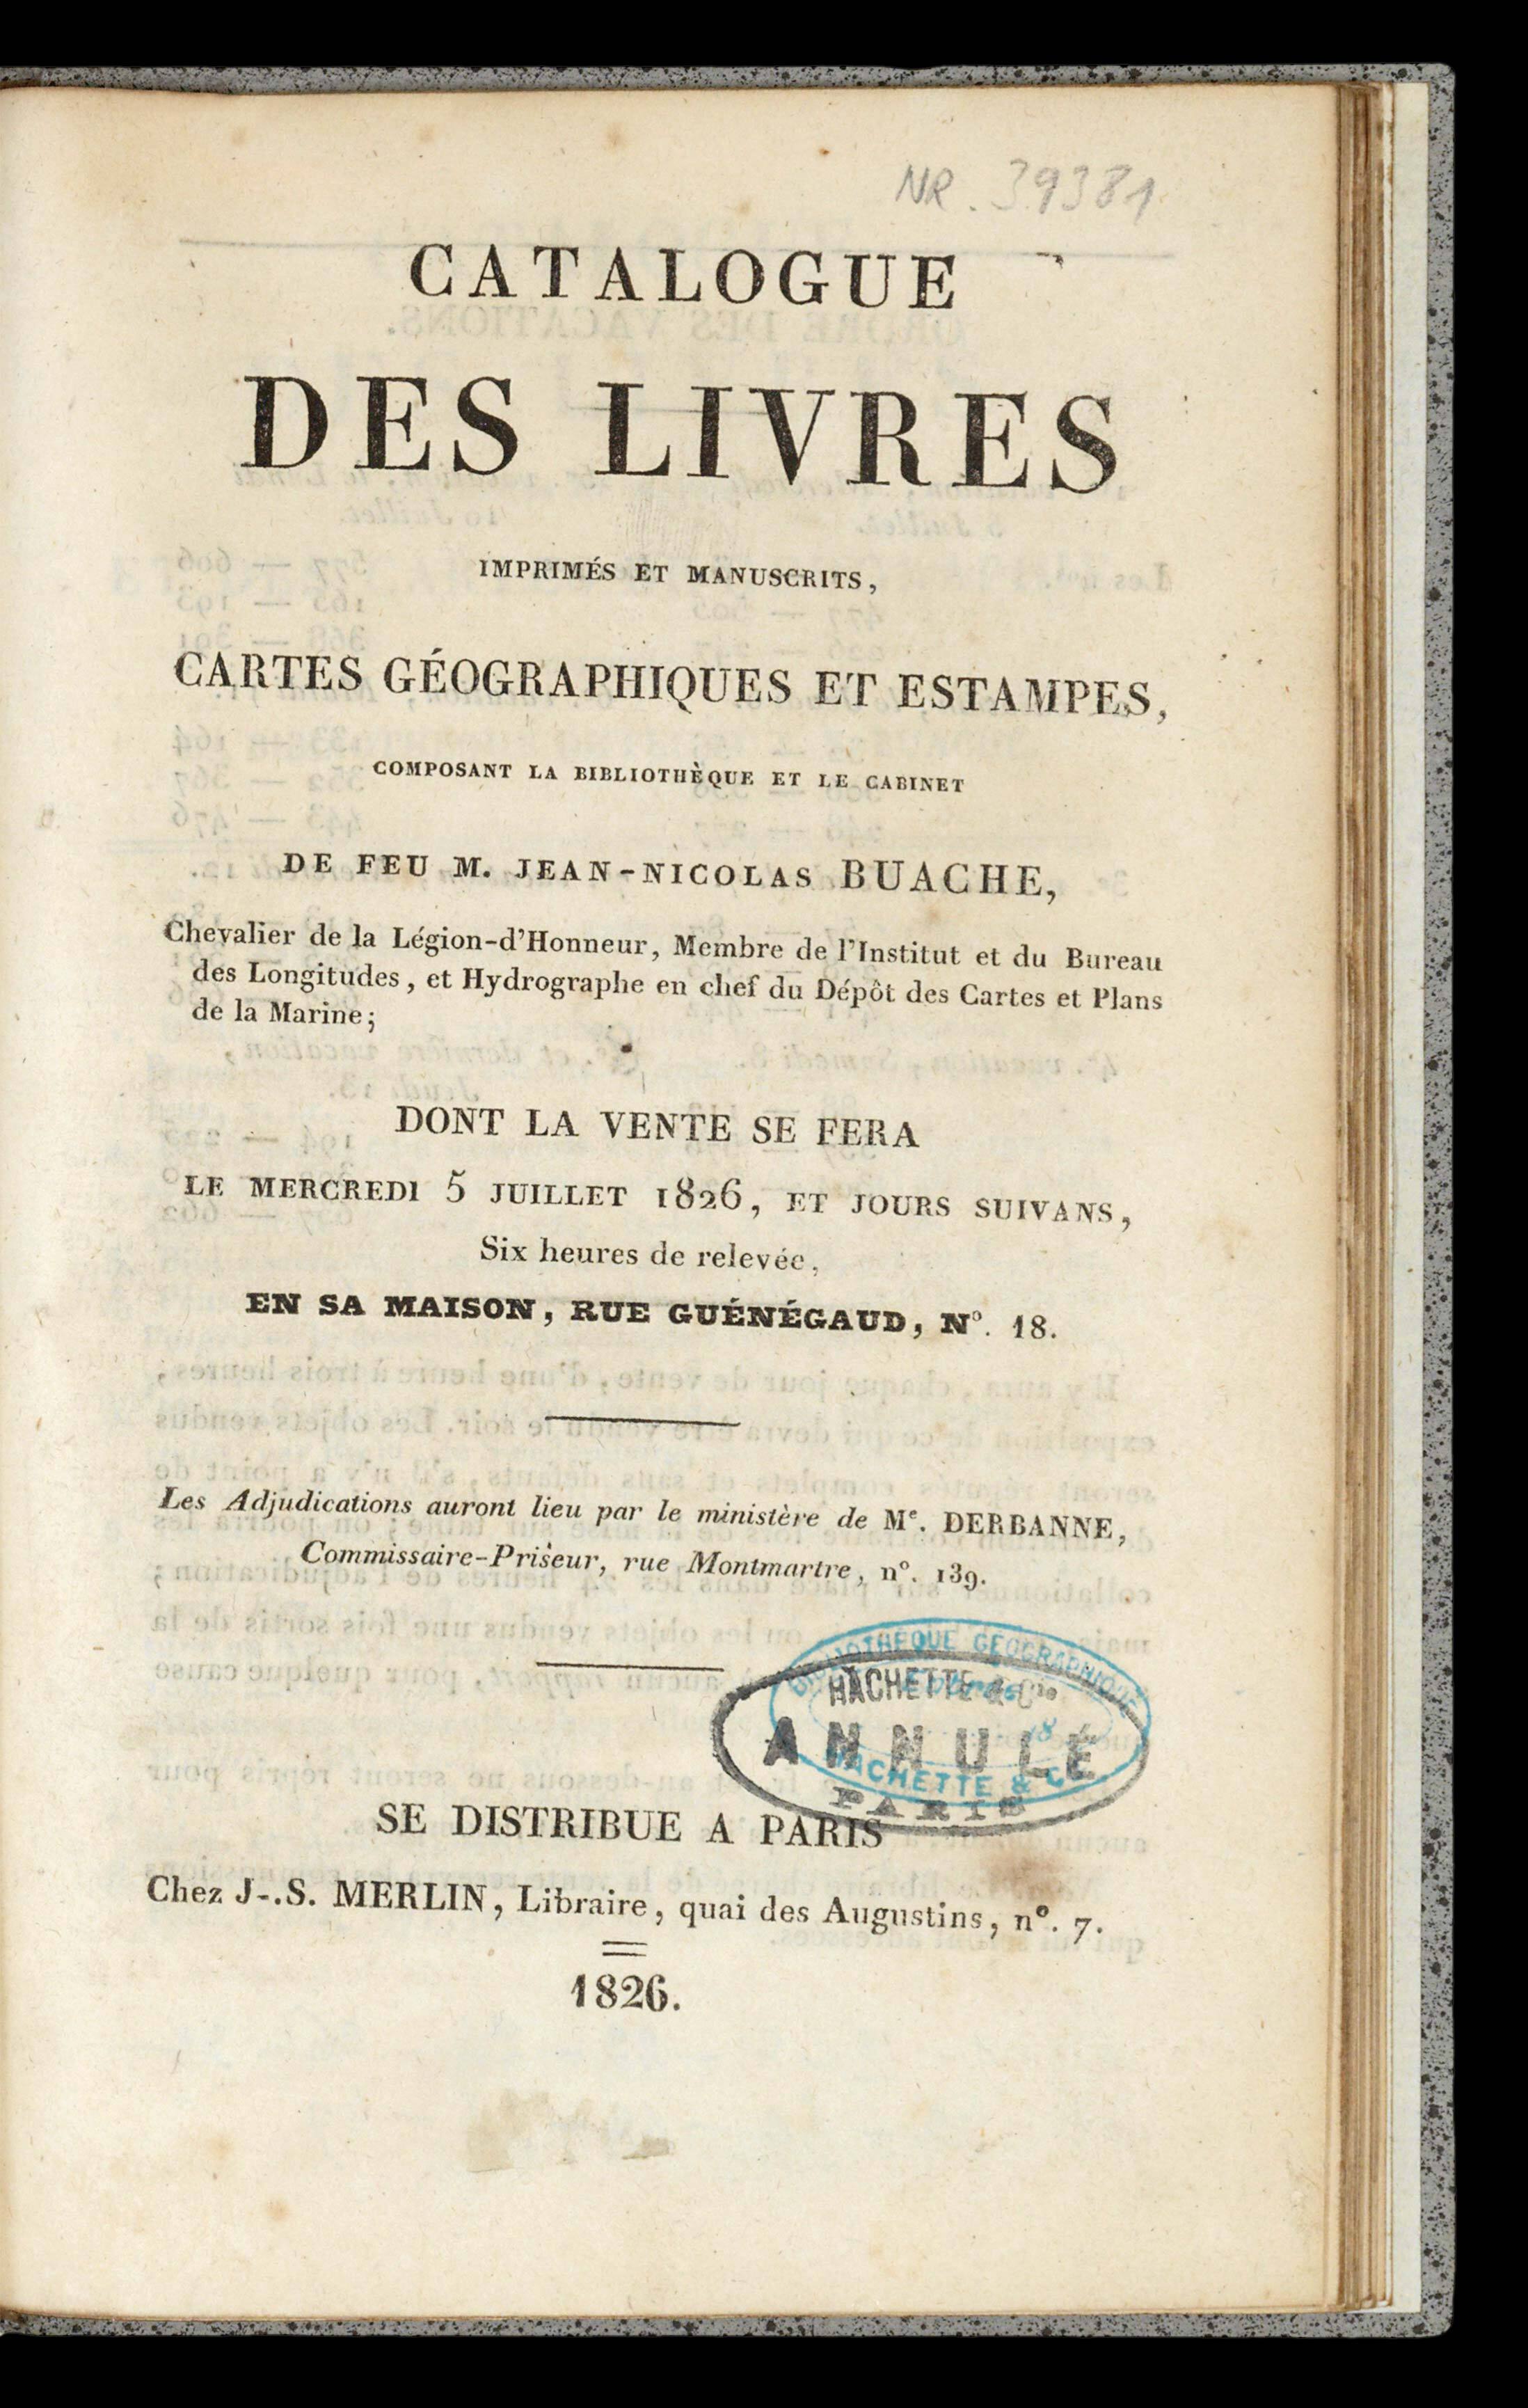 NR. 39381
CATALOGUE
DES LIVRES
IMPRIMÉS ET MANUSCRITS,
CARTES GÉOGRAPHIQUES ET ESTAMPES,
COMPOSANT LA BIBLIOTHÈQUE ET LE CABINET
DE FEU M. JEAN-NICOLAS BUACHE,
Chevalier de la Légion-d'Honneur, Membre de l'Institut et du Bureau
des Longitudes, et Hydrographe en chef du Dépôt des Cartes et Plans
de la Marine;
DONT LA VENTE SE FERA
LE MERCREDI 5 JUILLET 1826, ET JOURS SUIVANS,
Six heures de relevée,
EN SA MAISON, RUE GUÉNÉGAUD, Nº. 18.
Les Adjudications auront lieu par le ministère de Me. DERBANNE,
Commissaire-Priseur, rue Montmartre, nº. 139.
BIBLIOTHÈQUE GÉOGRAPHIQUE
HACHETTE & Cie
ANNULÉ
HACHETTE & Cie
PARIS
SE DISTRIBUE A PARIS
Chez J-.S. MERLIN, Libraire, quai des Augustins, nº. 7.
1826.